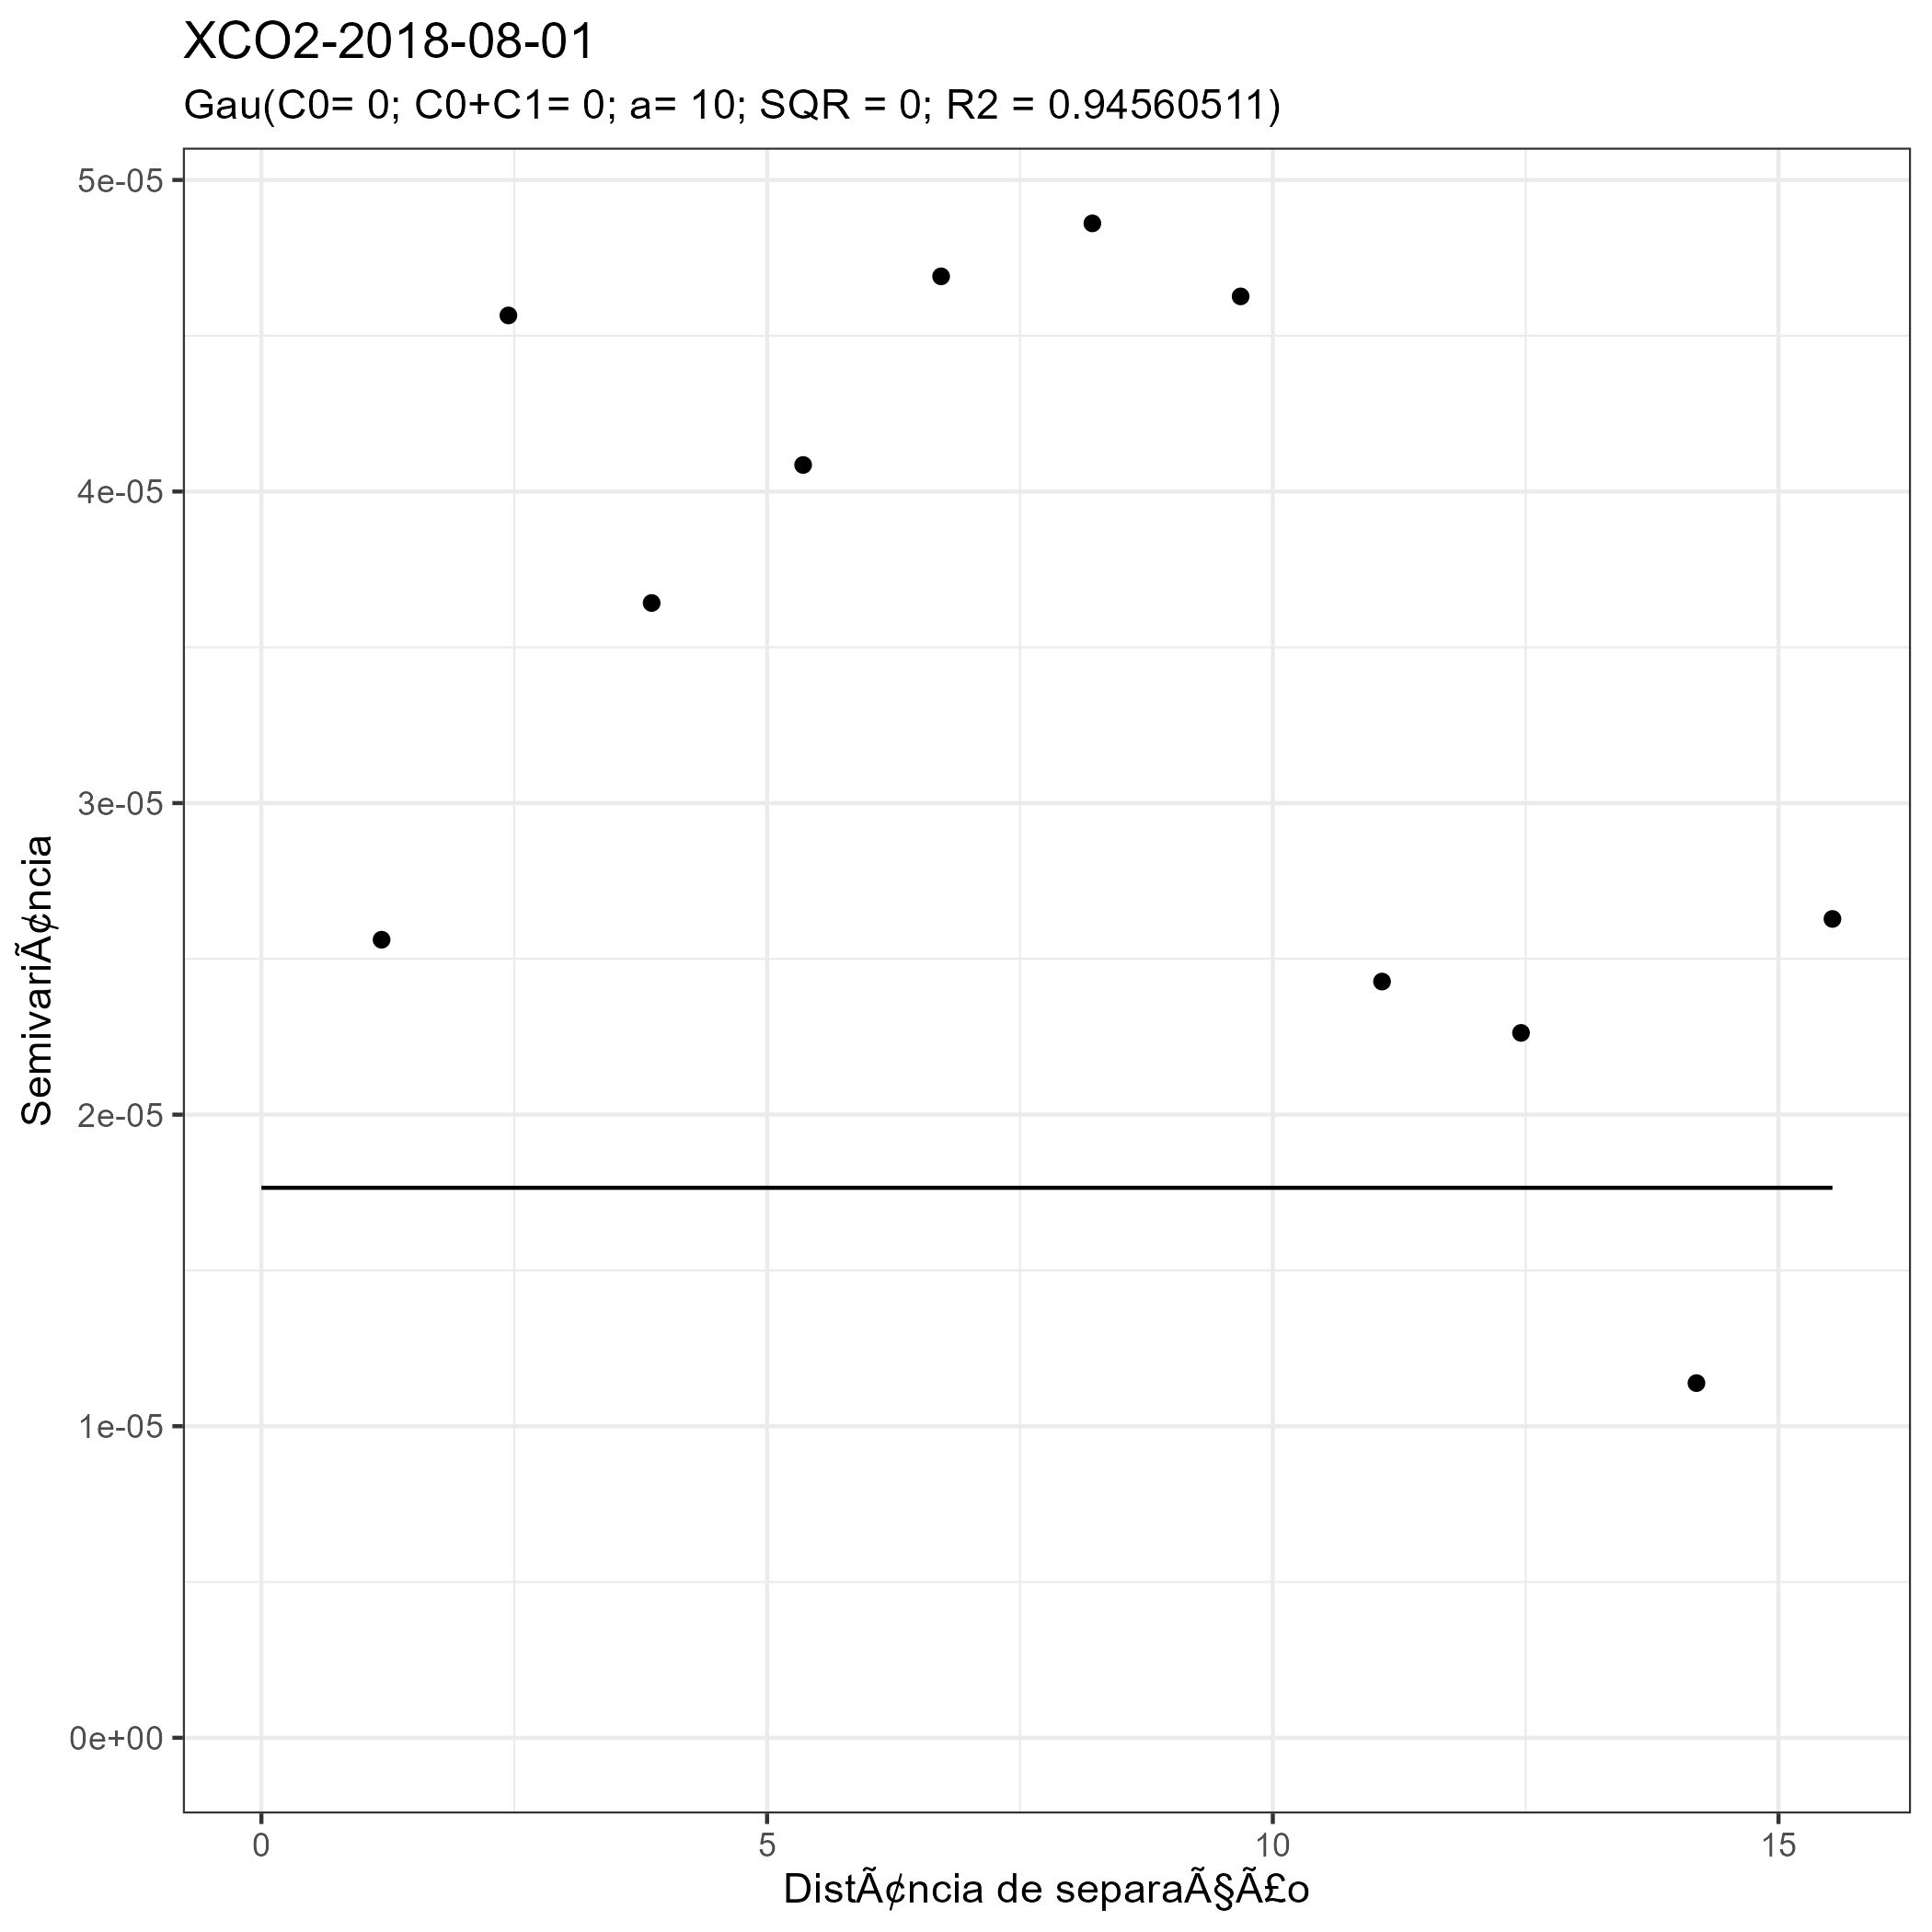 XCO2-2018-08-01
Gau(C0= 0; C0+C1= 0; a= 10; SQR = 0; R2 = 0.94560511)
5e-05
4e-05
3e-05
2e-05
1e-05
0e+00
SemivariÃ¢ncia
0 5 10 15
DistÃ¢ncia de separaÃ§Ã£o